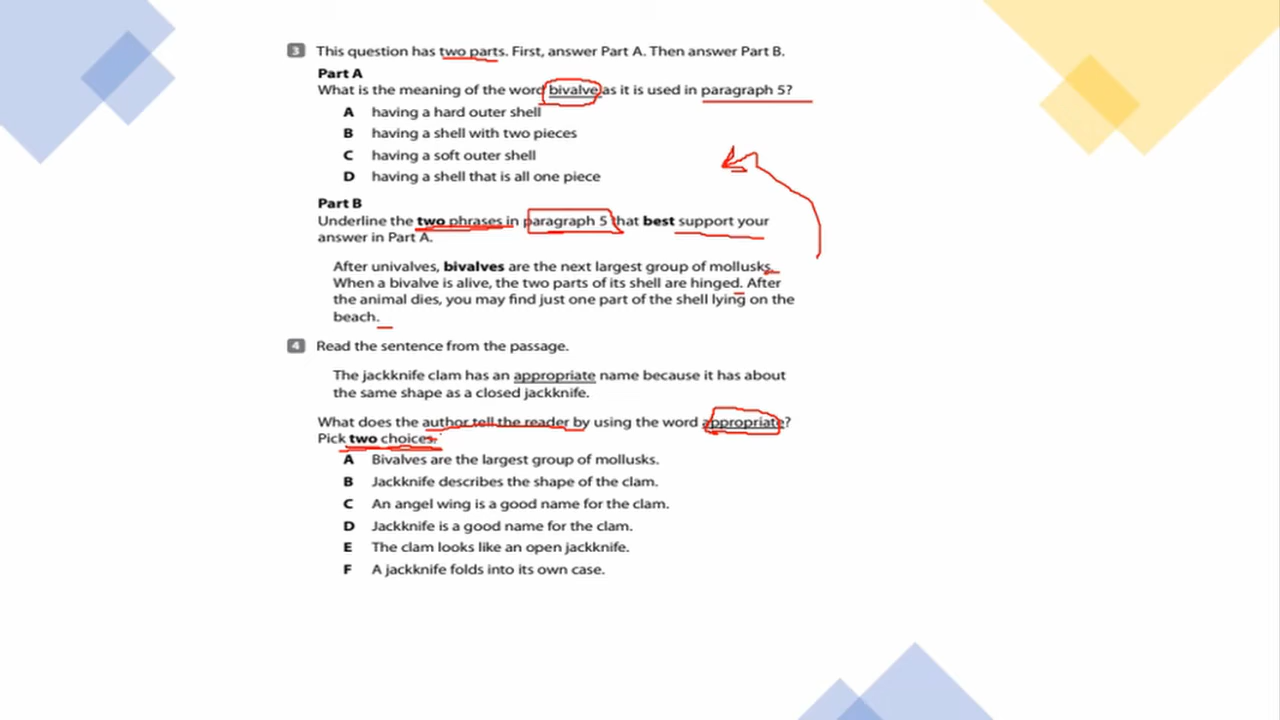 3 This question has two parts. First, answer Part A. Then answer Part B.
Part A
What is the meaning of the word bivalve as it is used in paragraph 5?
A having a hard outer shell
B having a shell with two pieces
C having a soft outer shell
D having a shell that is all one piece
Part B
Underline the two phrases in paragraph 5 that best support your
answer in Part A.
After univalves, bivalves are the next largest group of mollusks.
When a bivalve is alive, the two parts of its shell are hinged. After
the animal dies, you may find just one part of the shell lying on the
beach.
4 Read the sentence from the passage.
The jackknife clam has an appropriate name because it has about
the same shape as a closed jackknife.
What does the author tell the reader by using the word appropriate?
Pick two choices.
A Bivalves are the largest group of mollusks.
B Jackknife describes the shape of the clam.
C An angel wing is a good name for the clam.
D Jackknife is a good name for the clam.
E The clam looks like an open jackknife.
F A jackknife folds into its own case.